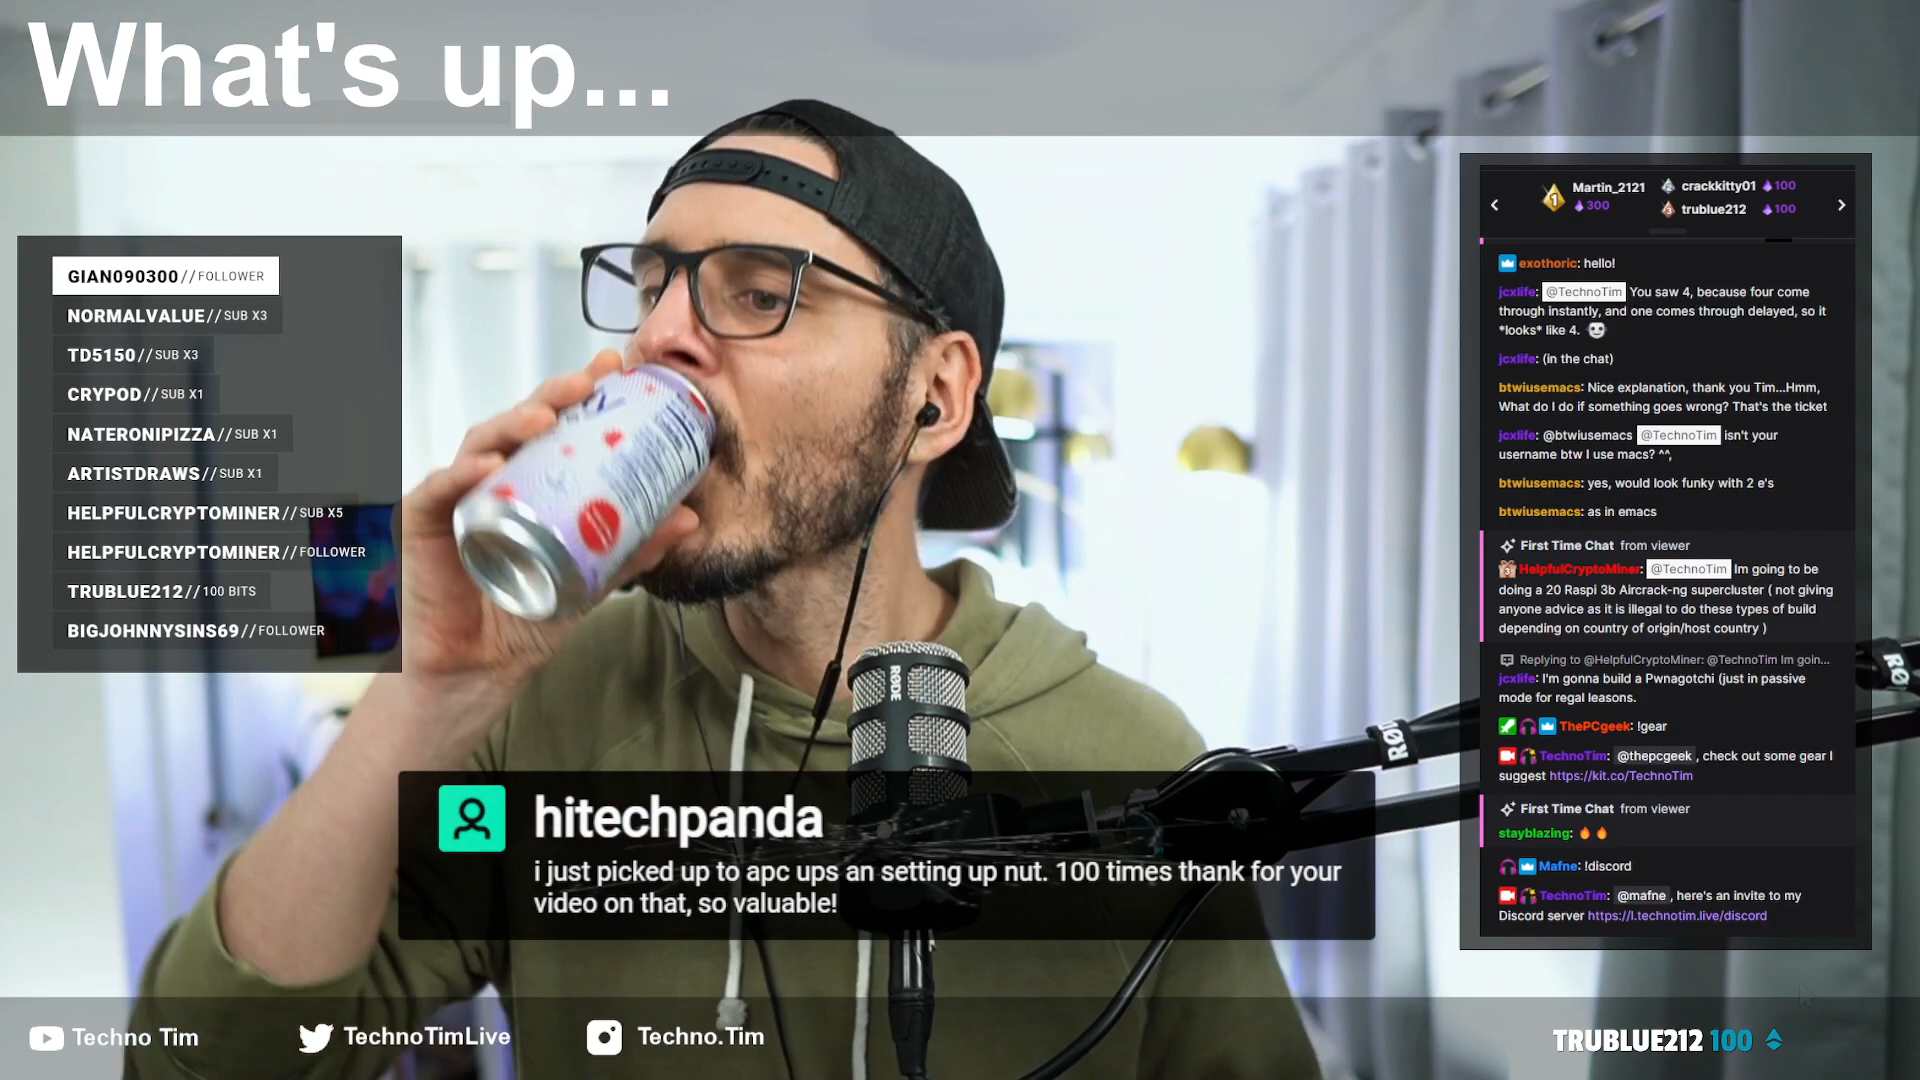 What's up...
GIAN090300//FOLLOWER
NORMALVALUE//SUB X3
TD5150//SUB X3
CRYPOD//SUB X1
NATERONIPIZZA//SUB X1
ARTISTDRAWS//SUB X1
HELPFULCRYPTOMINER//SUB X5
HELPFULCRYPTOMINER//FOLLOWER
TRUBLUE212//100 BITS
BIGJOHNNYSINS69//FOLLOWER
1 Martin_2121 300
2 crackkitty01 100
3 trublue212 100
exothoric: hello!
jcxlife: @TechnoTim You saw 4, because four come
through instantly, and one comes through delayed, so it
*looks* like 4.
jcxlife: (in the chat)
btwiusemacs: Nice explanation, thank you Tim...Hmm,
What do I do if something goes wrong? That's the ticket
jcxlife: @btwiusemacs @TechnoTim isn't your
username btw I use macs? ^^,
btwiusemacs: yes, would look funky with 2 e's
btwiusemacs: as in emacs
First Time Chat from viewer
HelpfulCryptoMiner: @TechnoTim Im going to be
doing a 20 Raspi 3b Aircrack-ng supercluster ( not giving
anyone advice as it is illegal to do these types of build
depending on country of origin/host country )
Replying to @HelpfulCryptoMiner: @TechnoTim Im goin...
jcxlife: I'm gonna build a Pwnagotchi (just in passive
mode for regal leasons.
ThePCgeek: !gear
TechnoTim: @thepcgeek , check out some gear I
suggest https://kit.co/TechnoTim
First Time Chat from viewer
stayblazing:
Mafne: !discord
TechnoTim: @mafne , here's an invite to my
Discord server https://l.technotim.live/discord
RØDE
RØD
RØ
hitechpanda
i just picked up to apc ups an setting up nut. 100 times thank for your
video on that, so valuable!
Techno Tim
TechnoTimLive
Techno.Tim
TRUBLUE212 100